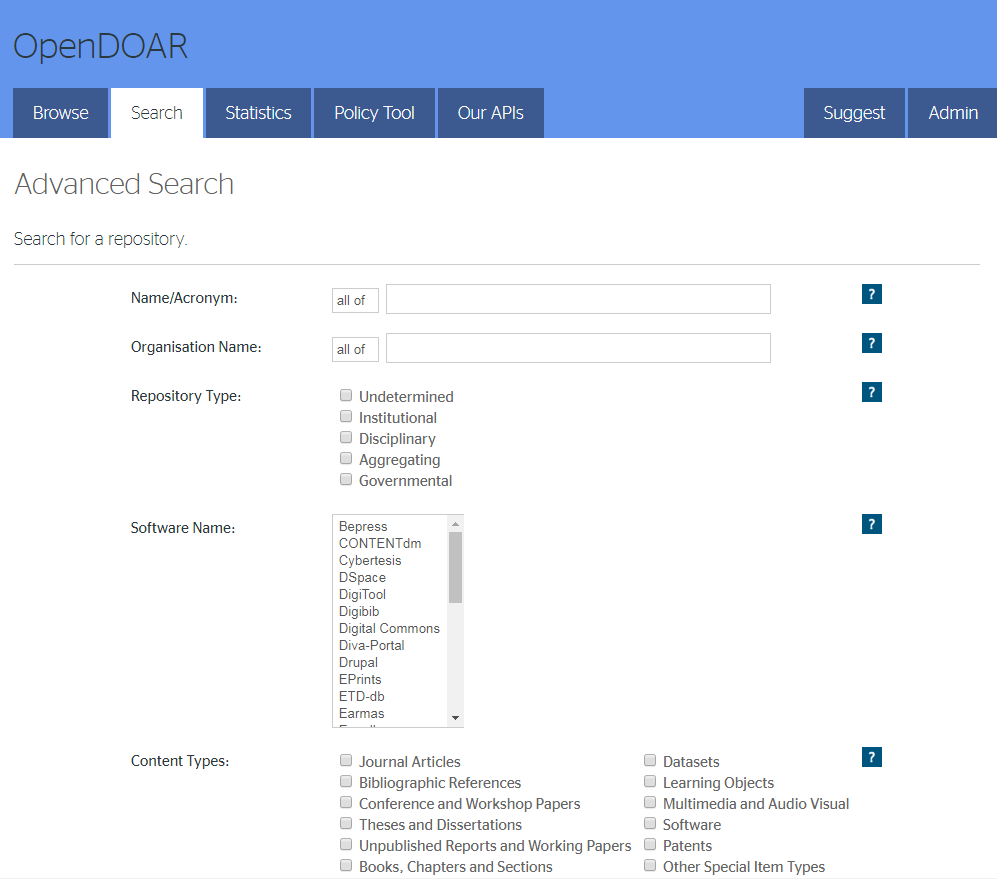 OpenDOAR
Browse
Search
Statistics
Policy Tool
Our APIs
Suggest
Admin
Advanced Search
Search for a repository.
Name/Acronym:
all of
?
Organisation Name:
all of
?
Repository Type:
Undetermined
Institutional
Disciplinary
Aggregating
Governmental
?
Software Name:
Bepress
CONTENTdm
Cybertesis
DSpace
DigiTool
Digibib
Digital Commons
Diva-Portal
Drupal
EPrints
ETD-db
Earmas
?
Content Types:
Journal Articles
Bibliographic References
Conference and Workshop Papers
Theses and Dissertations
Unpublished Reports and Working Papers
Books, Chapters and Sections
Datasets
Learning Objects
Multimedia and Audio Visual
Software
Patents
Other Special Item Types
?